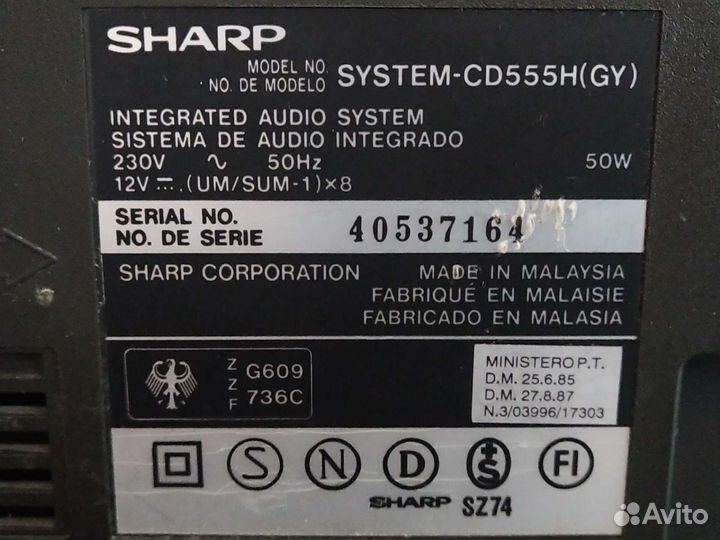 SHARP
MODEL NO.
NO. DE MODELO SYSTEM-CD555H(GY)
INTEGRATED AUDIO SYSTEM
SISTEMA DE AUDIO INTEGRADO
230V ∿ 50Hz 50W
12V ⎓ (UM/SUM-1)×8
SERIAL NO.
NO. DE SERIE 40537164
SHARP CORPORATION MADE IN MALAYSIA
FABRIQUÉ EN MALAISIE
FABRICADO EN MALASIA
Z Z F G609 736C
MINISTERO P.T.
D.M. 25.6.85
D.M. 27.8.87
N.3/03996/17303
S N D S FI
SHARP SZ74
Avito